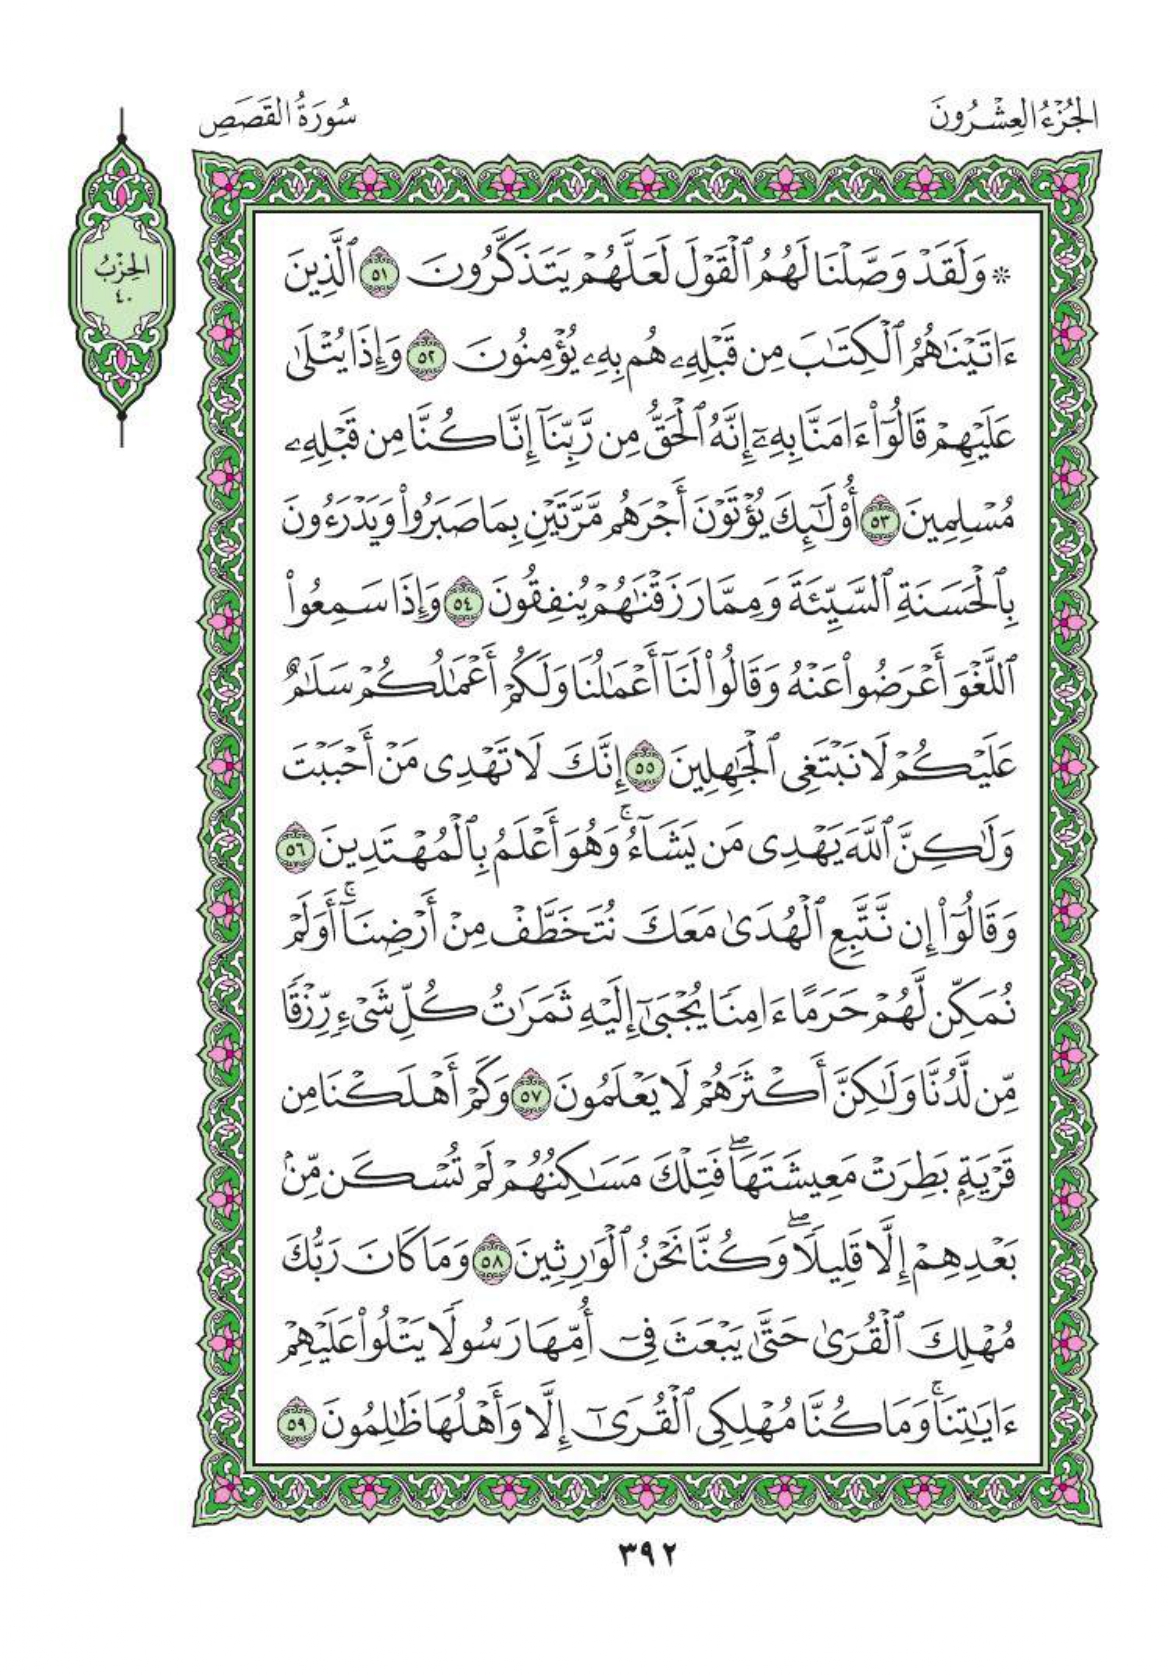 الجُزْءُ العِشْرُونَ
سُورَةُ القَصَصِ
الحِزْبُ
٤٠
۞ وَلَقَدْ وَصَّلْنَا لَهُمُ ٱلْقَوْلَ لَعَلَّهُمْ يَتَذَكَّرُونَ ٥١ ٱلَّذِينَ
ءَاتَيْنَٰهُمُ ٱلْكِتَٰبَ مِن قَبْلِهِۦ هُم بِهِۦ يُؤْمِنُونَ ٥٢ وَإِذَا يُتْلَىٰ
عَلَيْهِمْ قَالُوٓاْ ءَامَنَّا بِهِۦٓ إِنَّهُ ٱلْحَقُّ مِن رَّبِّنَآ إِنَّا كُنَّا مِن قَبْلِهِۦ
مُسْلِمِينَ ٥٣ أُوْلَٰٓئِكَ يُؤْتَوْنَ أَجْرَهُم مَّرَّتَيْنِ بِمَا صَبَرُواْ وَيَدْرَءُونَ
بِٱلْحَسَنَةِ ٱلسَّيِّئَةَ وَمِمَّا رَزَقْنَٰهُمْ يُنفِقُونَ ٥٤ وَإِذَا سَمِعُواْ
ٱللَّغْوَ أَعْرَضُواْ عَنْهُ وَقَالُواْ لَنَآ أَعْمَٰلُنَا وَلَكُمْ أَعْمَٰلُكُمْ سَلَٰمٌ
عَلَيْكُمْ لَا نَبْتَغِى ٱلْجَٰهِلِينَ ٥٥ إِنَّكَ لَا تَهْدِى مَنْ أَحْبَبْتَ
وَلَٰكِنَّ ٱللَّهَ يَهْدِى مَن يَشَآءُ ۚ وَهُوَ أَعْلَمُ بِٱلْمُهْتَدِينَ ٥٦
وَقَالُوٓاْ إِن نَّتَّبِعِ ٱلْهُدَىٰ مَعَكَ نُتَخَطَّفْ مِنْ أَرْضِنَآ ۚ أَوَلَمْ
نُمَكِّن لَّهُمْ حَرَمًا ءَامِنًا يُجْبَىٰٓ إِلَيْهِ ثَمَرَٰتُ كُلِّ شَىْءٍ رِّزْقًا
مِّن لَّدُنَّا وَلَٰكِنَّ أَكْثَرَهُمْ لَا يَعْلَمُونَ ٥٧ وَكَمْ أَهْلَكْنَا مِن
قَرْيَةٍۭ بَطِرَتْ مَعِيشَتَهَا ۖ فَتِلْكَ مَسَٰكِنُهُمْ لَمْ تُسْكَن مِّنۢ
بَعْدِهِمْ إِلَّا قَلِيلًا ۖ وَكُنَّا نَحْنُ ٱلْوَٰرِثِينَ ٥٨ وَمَا كَانَ رَبُّكَ
مُهْلِكَ ٱلْقُرَىٰ حَتَّىٰ يَبْعَثَ فِىٓ أُمِّهَا رَسُولًا يَتْلُواْ عَلَيْهِمْ
ءَايَٰتِنَا ۚ وَمَا كُنَّا مُهْلِكِى ٱلْقُرَىٰٓ إِلَّا وَأَهْلُهَا ظَٰلِمُونَ ٥٩
٣٩٢